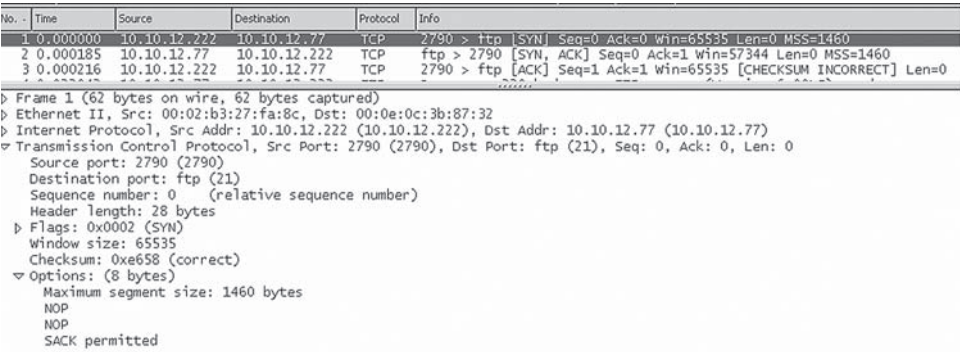 No. - Time Source Destination Protocol Info
1 0.000000 10.10.12.222 10.10.12.77 TCP 2790 > ftp [SYN] Seq=0 Ack=0 Win=65535 Len=0 MSS=1460
2 0.000185 10.10.12.77 10.10.12.222 TCP ftp > 2790 [SYN, ACK] Seq=0 Ack=1 Win=57344 Len=0 MSS=1460
3 0.000216 10.10.12.222 10.10.12.77 TCP 2790 > ftp [ACK] Seq=1 Ack=1 Win=65535 [CHECKSUM INCORRECT] Len=0
Frame 1 (62 bytes on wire, 62 bytes captured)
Ethernet II, Src: 00:02:b3:27:fa:8c, Dst: 00:0e:0c:3b:87:32
Internet Protocol, Src Addr: 10.10.12.222 (10.10.12.222), Dst Addr: 10.10.12.77 (10.10.12.77)
Transmission Control Protocol, Src Port: 2790 (2790), Dst Port: ftp (21), Seq: 0, Ack: 0, Len: 0
Source port: 2790 (2790)
Destination port: ftp (21)
Sequence number: 0 (relative sequence number)
Header length: 28 bytes
Flags: 0x0002 (SYN)
Window size: 65535
Checksum: 0xe658 (correct)
Options: (8 bytes)
Maximum segment size: 1460 bytes
NOP
NOP
SACK permitted